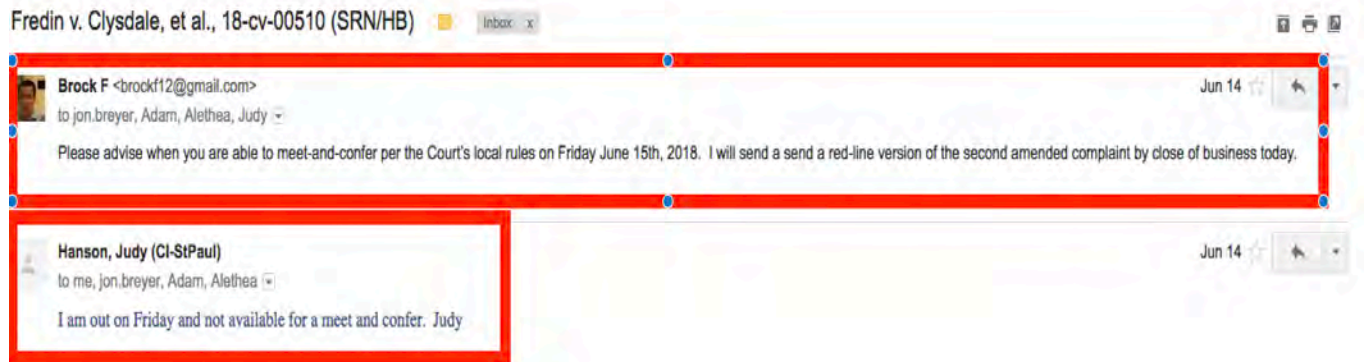 Fredin v. Clysdale, et al., 18-cv-00510 (SRN/HB) Inbox x
Brock F <brockf12@gmail.com> Jun 14
to jon.breyer, Adam, Alethea, Judy
Please advise when you are able to meet-and-confer per the Court's local rules on Friday June 15th, 2018. I will send a send a red-line version of the second amended complaint by close of business today.
Hanson, Judy (CI-StPaul) Jun 14
to me, jon.breyer, Adam, Alethea
I am out on Friday and not available for a meet and confer. Judy